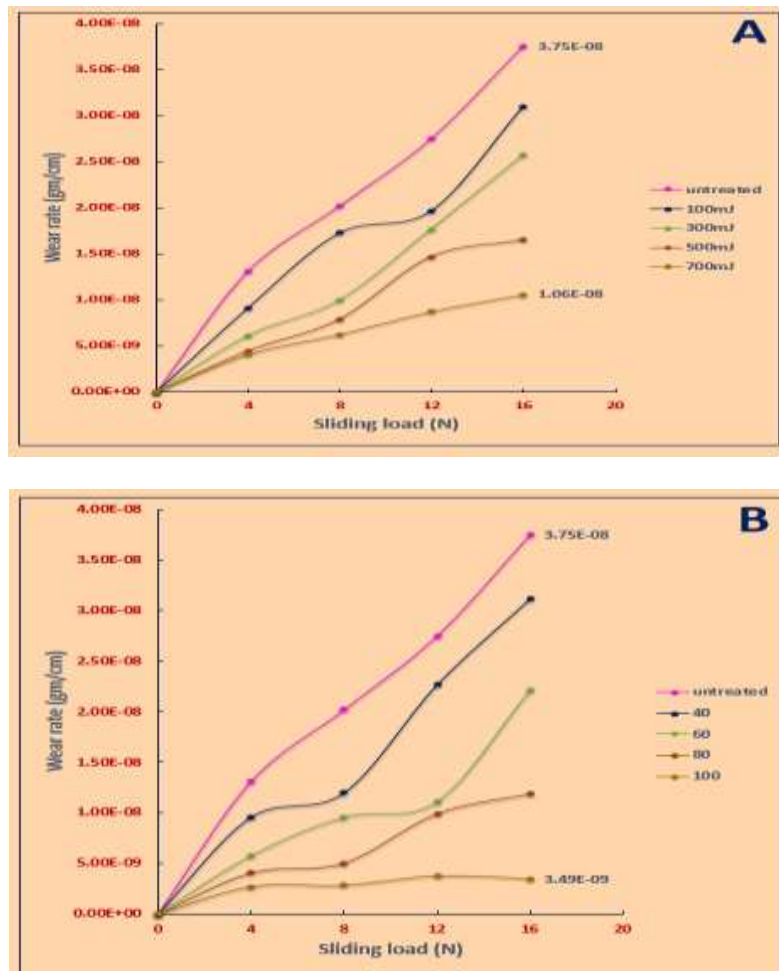 A
4.00E-08
3.50E-08
3.00E-08
2.50E-08
2.00E-08
1.50E-08
1.00E-08
5.00E-09
0.00E+00
Wear rate (gm/cm)
3.75E-08
1.06E-08
untreated
100mJ
300mJ
500mJ
700mJ
0 4 8 12 16 20
Sliding load (N)
B
4.00E-08
3.50E-08
3.00E-08
2.50E-08
2.00E-08
1.50E-08
1.00E-08
5.00E-09
0.00E+00
Wear rate (gm/cm)
3.75E-08
3.49E-09
untreated
40
60
80
100
0 4 8 12 16 20
Sliding load (N)